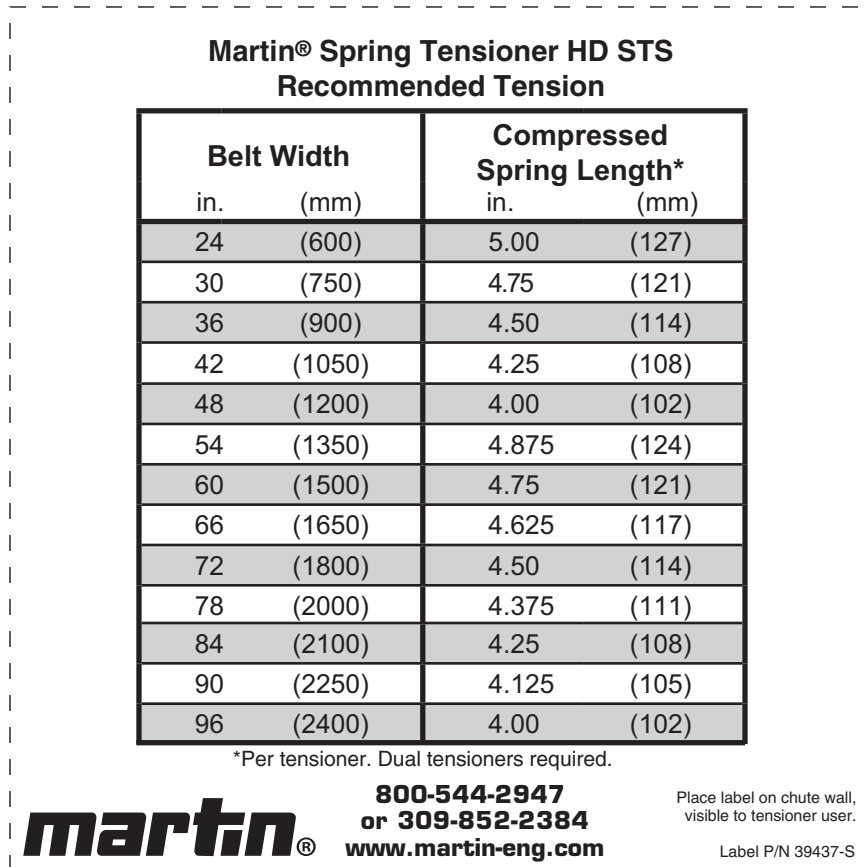 Martin® Spring Tensioner HD STS
Recommended Tension
Belt Width Compressed Spring Length*
in. (mm) in. (mm)
24 (600) 5.00 (127)
30 (750) 4.75 (121)
36 (900) 4.50 (114)
42 (1050) 4.25 (108)
48 (1200) 4.00 (102)
54 (1350) 4.875 (124)
60 (1500) 4.75 (121)
66 (1650) 4.625 (117)
72 (1800) 4.50 (114)
78 (2000) 4.375 (111)
84 (2100) 4.25 (108)
90 (2250) 4.125 (105)
96 (2400) 4.00 (102)
*Per tensioner. Dual tensioners required.
martin®
800-544-2947
or 309-852-2384
www.martin-eng.com
Place label on chute wall,
visible to tensioner user.
Label P/N 39437-S